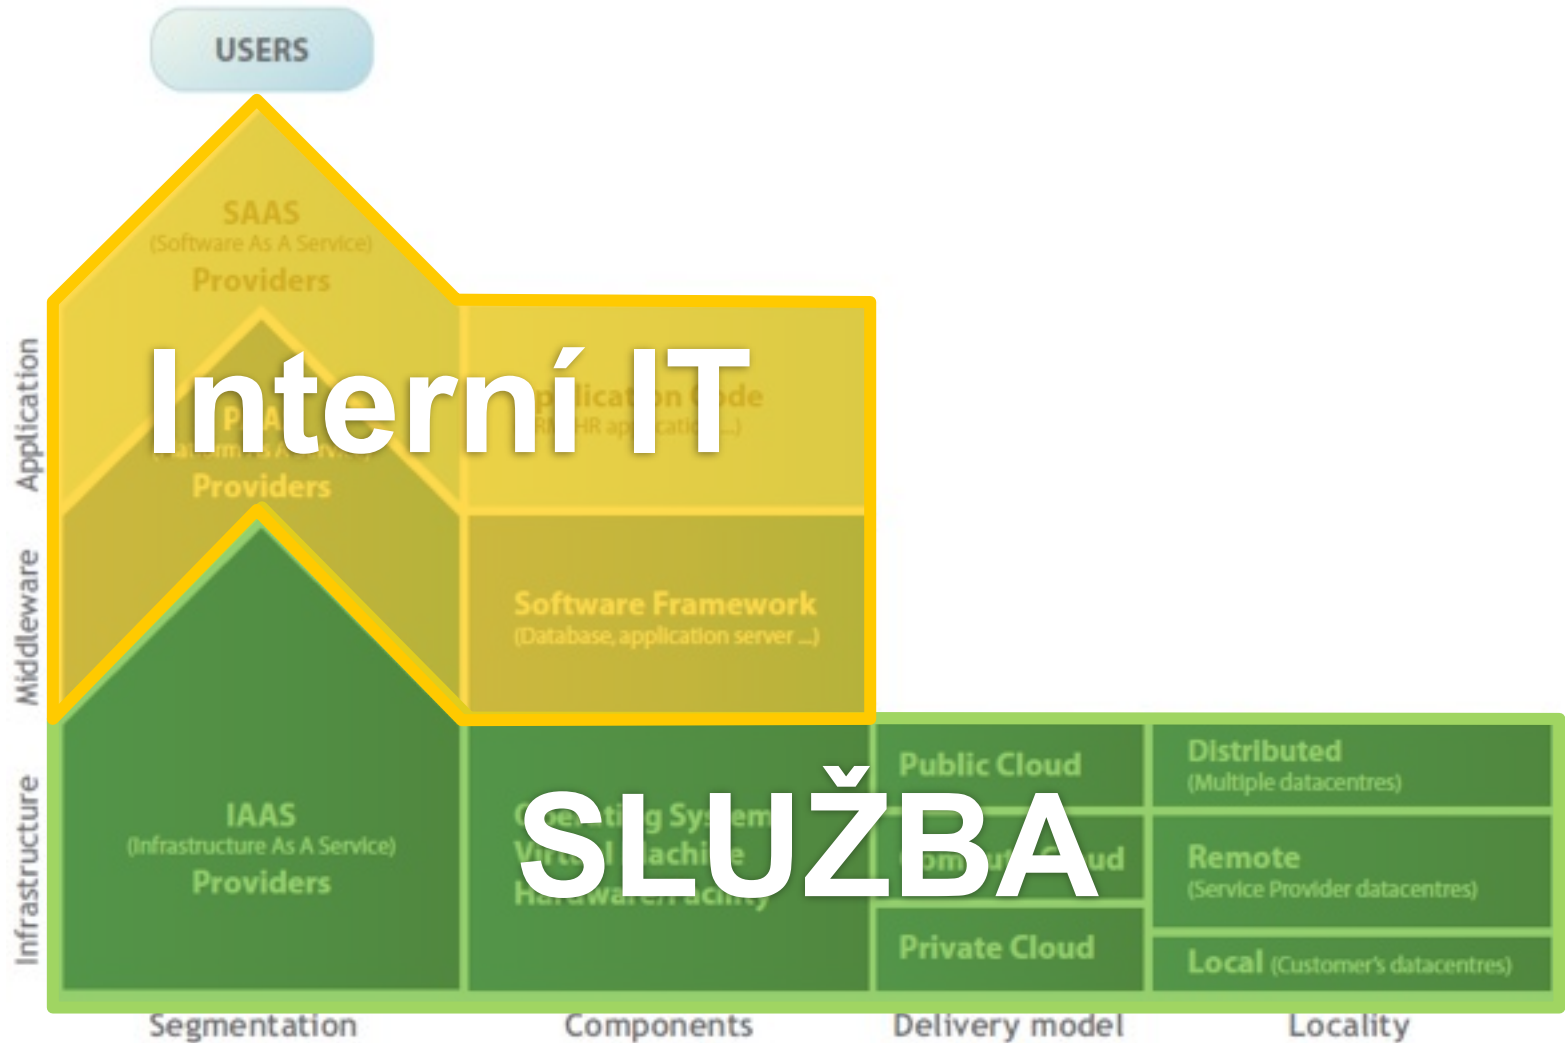 USERS
SAAS
(Software As A Service)
Providers
Interní IT
Providers
Software Framework
(Database, application server ...)
IAAS
(Infrastructure As A Service)
Providers
SLUŽBA
Public Cloud
Private Cloud
Distributed
(Multiple datacentres)
Remote
(Service Provider datacentres)
Local (Customer's datacentres)
Application
Middleware
Infrastructure
Segmentation
Components
Delivery model
Locality